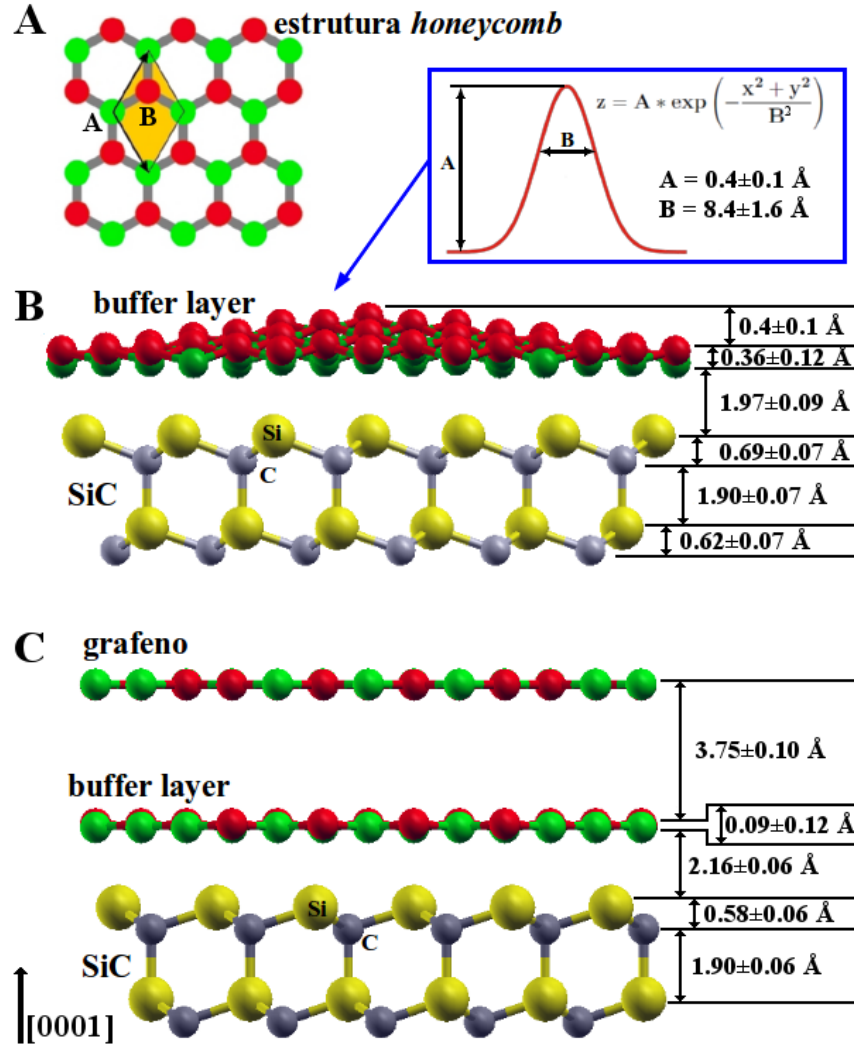 A
estrutura honeycomb
A
B
z = A * exp (- x² + y² / B²)
A
B
A = 0.4±0.1 Å
B = 8.4±1.6 Å
B
buffer layer
0.4±0.1 Å
0.36±0.12 Å
1.97±0.09 Å
Si
0.69±0.07 Å
C
SiC
1.90±0.07 Å
0.62±0.07 Å
C
grafeno
3.75±0.10 Å
buffer layer
0.09±0.12 Å
2.16±0.06 Å
Si
0.58±0.06 Å
C
SiC
1.90±0.06 Å
[0001]